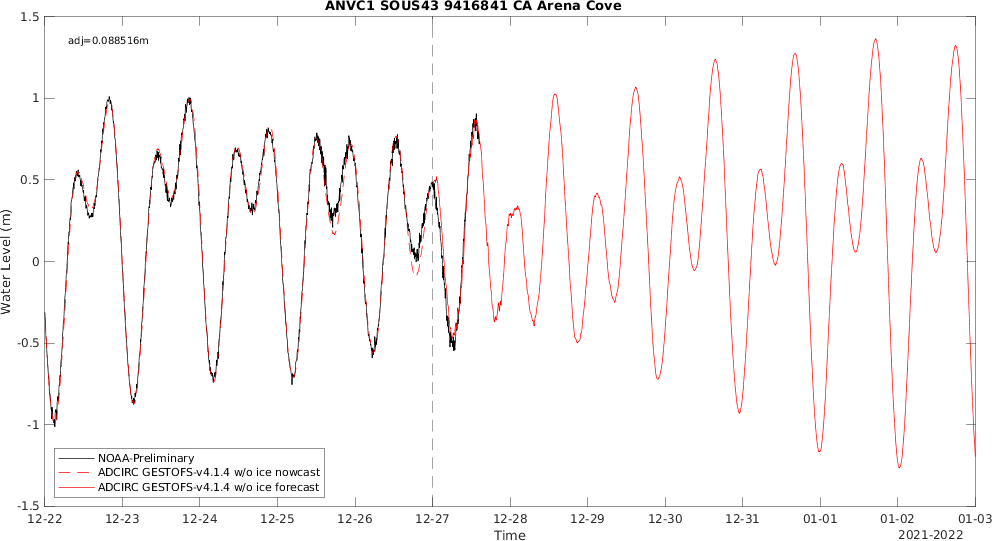 ANVC1 SOUS43 9416841 CA Arena Cove
adj=0.088516m
Water Level (m)
1.5
1
0.5
0
-0.5
-1
-1.5
NOAA-Preliminary
ADCIRC GESTOFS-v4.1.4 w/o ice nowcast
ADCIRC GESTOFS-v4.1.4 w/o ice forecast
12-22 12-23 12-24 12-25 12-26 12-27 12-28 12-29 12-30 12-31 01-01 01-02 01-03
Time
2021-2022